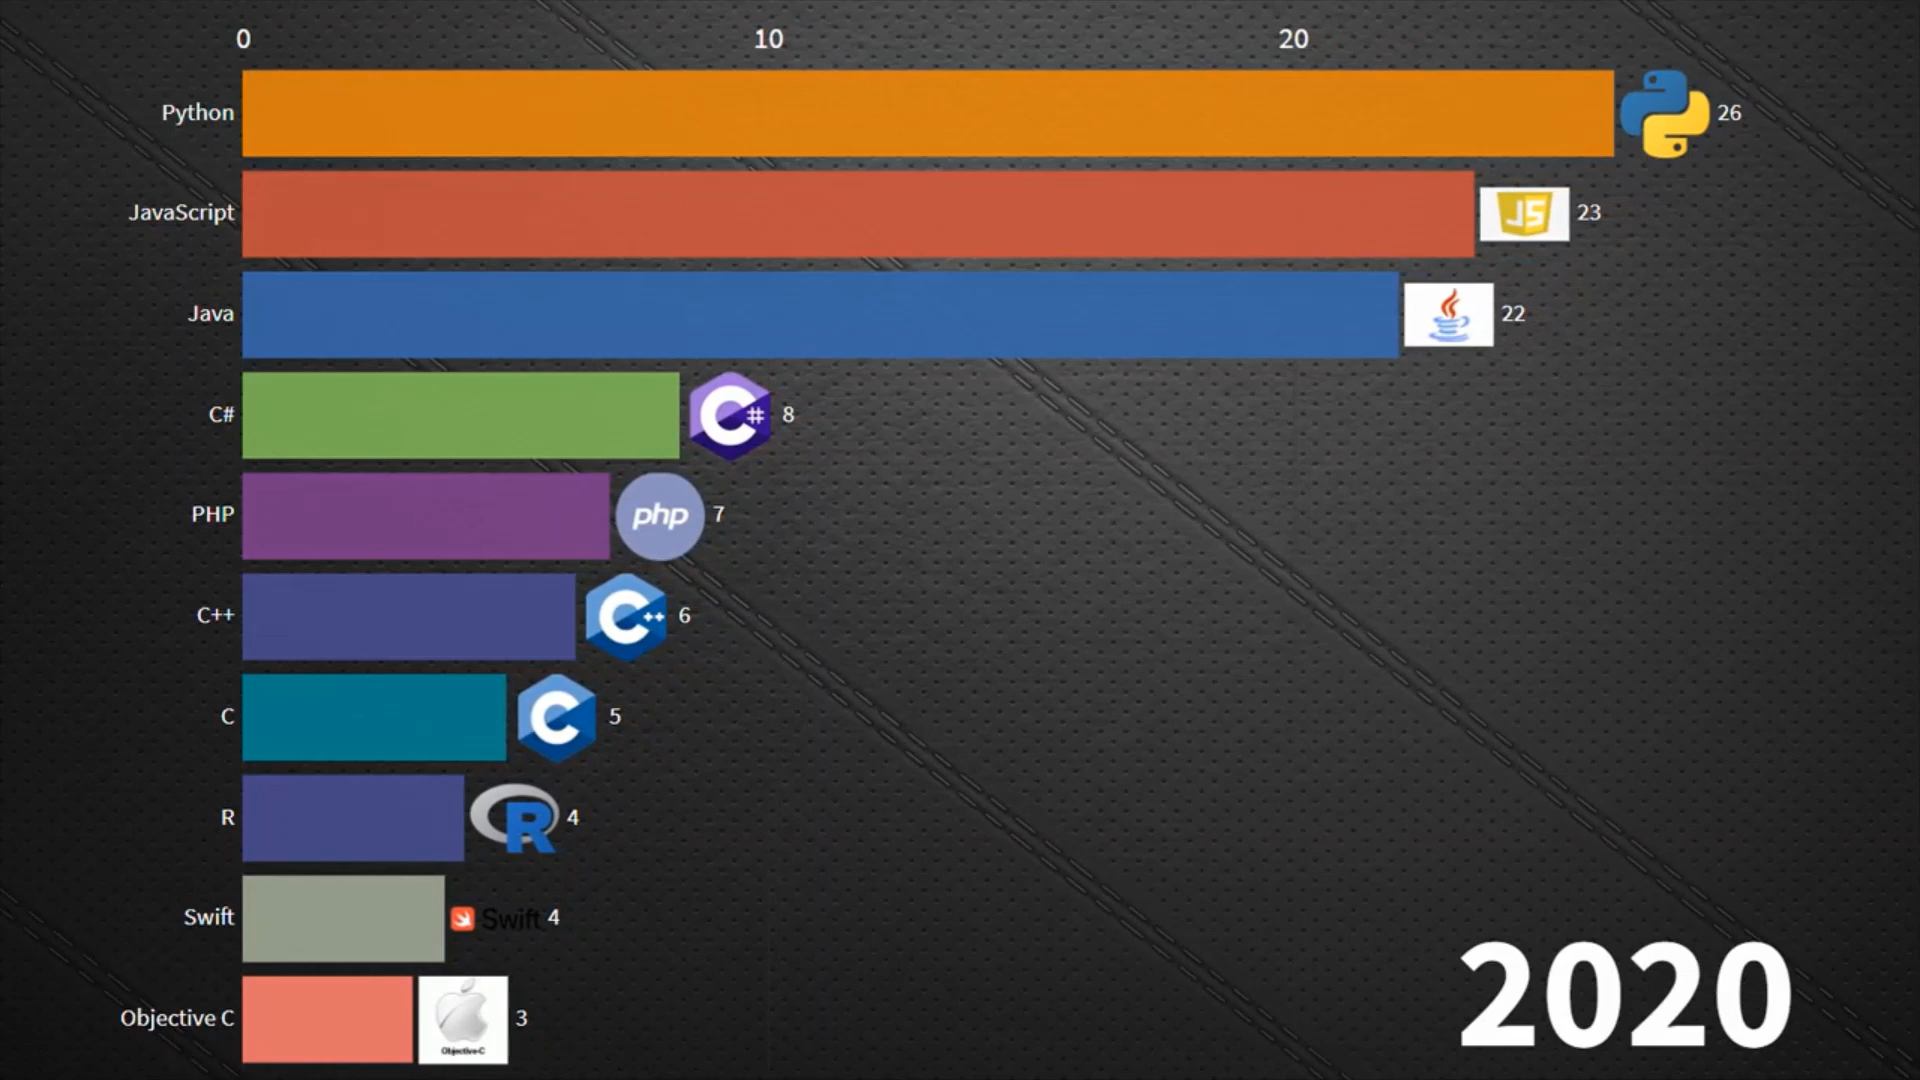 0 10 20
Python 26
JavaScript JS 23
Java 22
C# C# 8
PHP php 7
C++ C++ 6
C C 5
R R 4
Swift Swift 4
Objective C Objective-C 3
2020